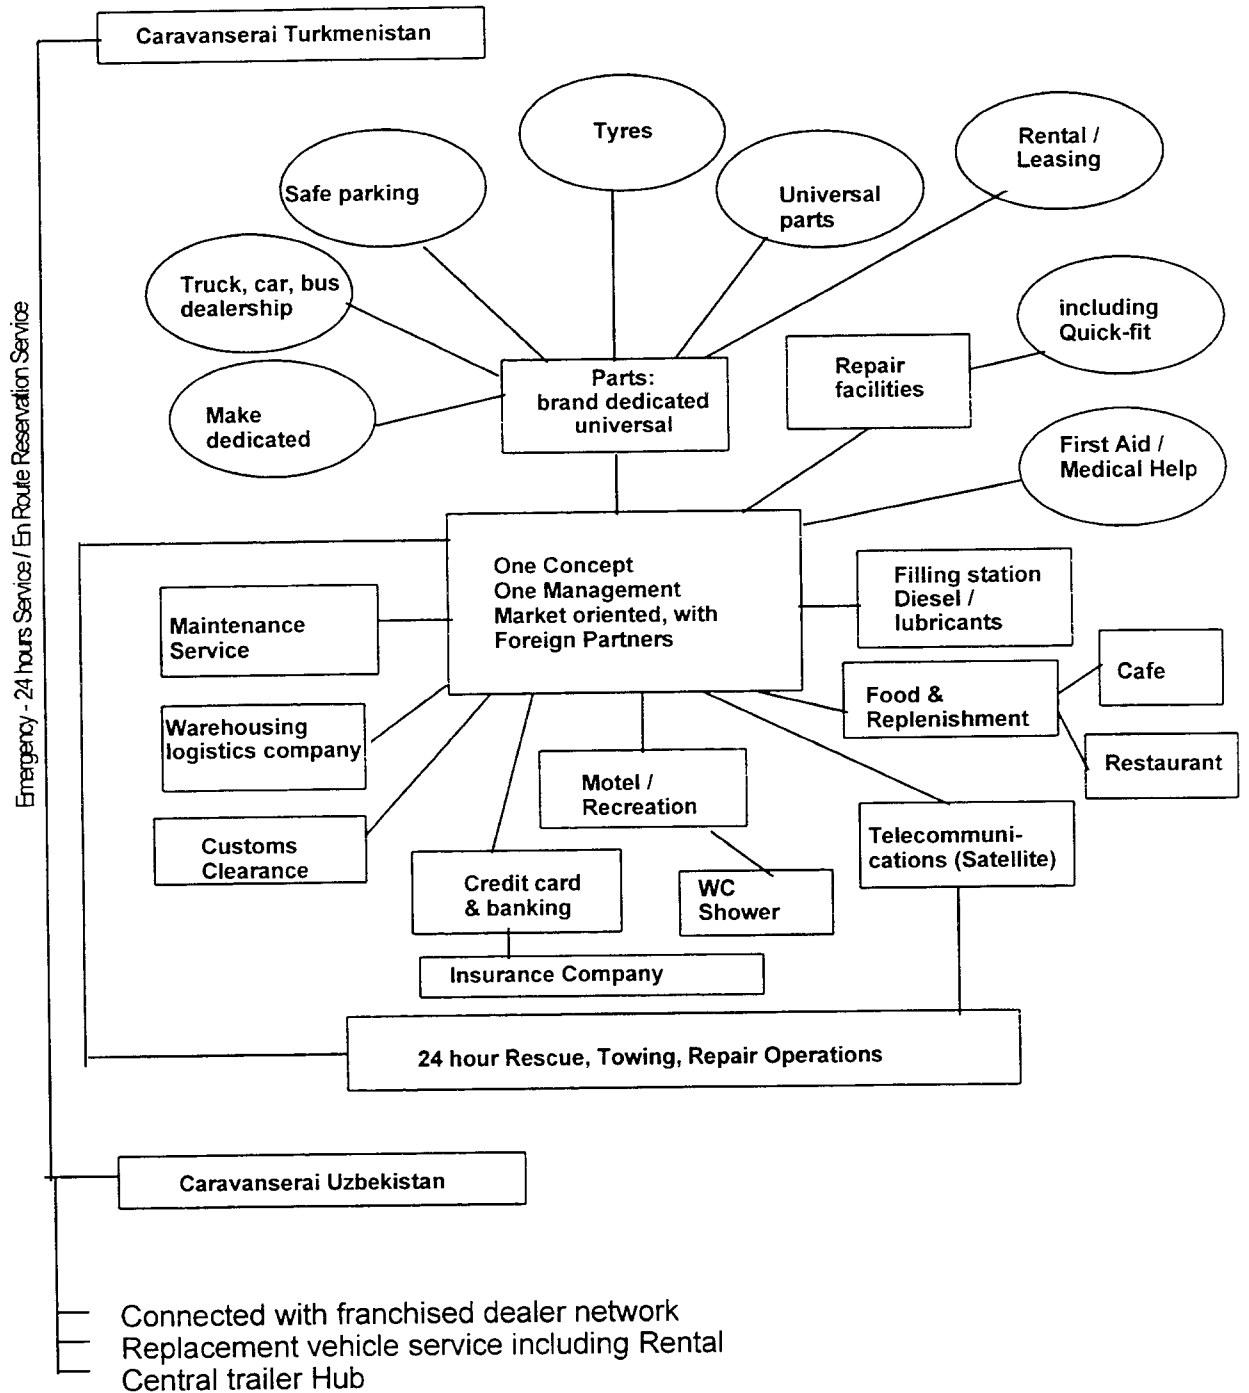 Caravanserai Turkmenistan
Tyres
Rental /
Leasing
Safe parking
Universal
parts
Truck, car, bus
dealership
including
Quick-fit
Parts:
brand dedicated
universal
Repair
facilities
Make
dedicated
First Aid /
Medical Help
Emergency - 24 hours Service / En Route Reservation Service
One Concept
One Management
Market oriented, with
Foreign Partners
Filling station
Diesel /
lubricants
Maintenance
Service
Cafe
Food &
Replenishment
Warehousing
logistics company
Restaurant
Motel /
Recreation
Customs
Clearance
Telecommuni-
cations (Satellite)
Credit card
& banking
WC
Shower
Insurance Company
24 hour Rescue, Towing, Repair Operations
Caravanserai Uzbekistan
Connected with franchised dealer network
Replacement vehicle service including Rental
Central trailer Hub